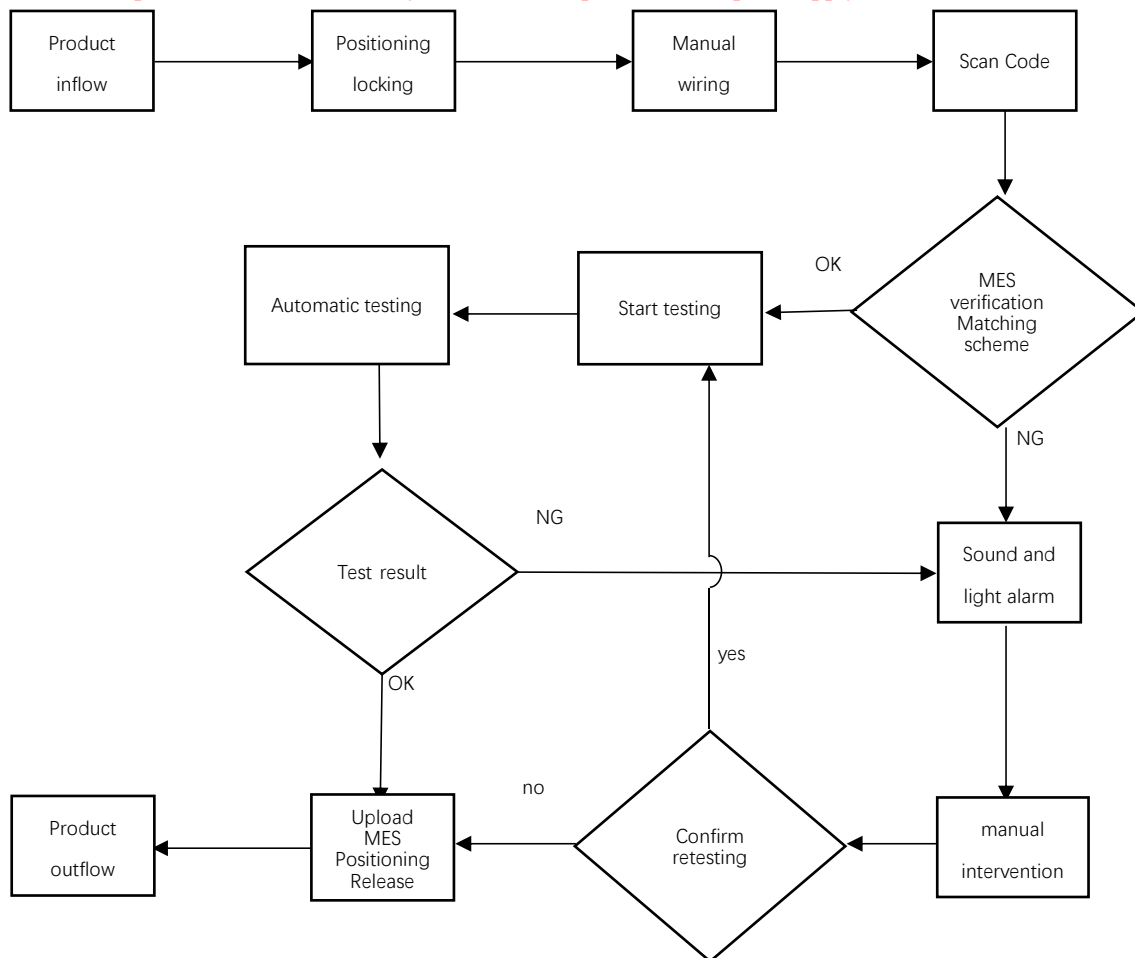 Product
inflow
Positioning
locking
Manual
wiring
Scan Code
MES
verification
Matching
scheme
OK
Start testing
Automatic testing
NG
NG
Test result
Sound and
light alarm
yes
OK
no
Product
outflow
Upload
MES
Positioning
Release
Confirm
retesting
manual
intervention